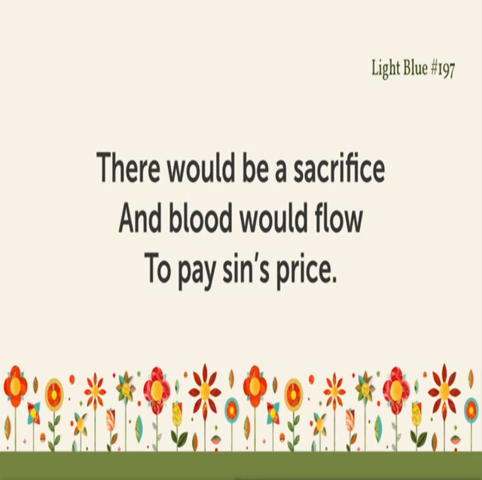 Light Blue #197
There would be a sacrifice
And blood would flow
To pay sin's price.